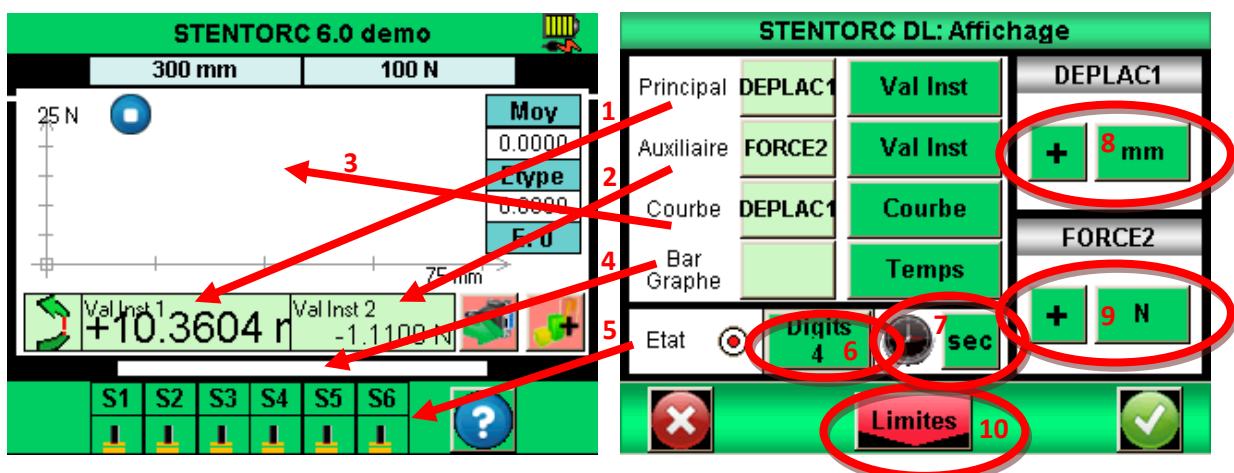 STENTORC 6.0 demo
300 mm 100 N
25 N
Moy
0.0000
Etype
0.0000
75 mm
Val Inst 1
+10.3604
Val Inst 2
-1.1100 N
S1 S2 S3 S4 S5 S6
?
1
2
3
4
5
STENTORC DL: Affichage
Principal DEPLAC1 Val Inst
Auxiliaire FORCE2 Val Inst
Courbe DEPLAC1 Courbe
Bar
Graphe
Temps
Etat
Digits
4
6
7
sec
DEPLAC1
+ 8 mm
FORCE2
+ 9 N
Limites 10